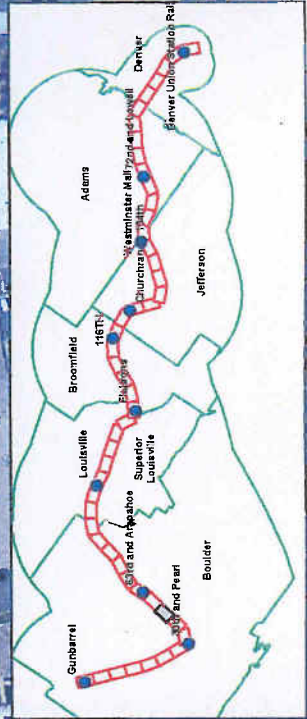 Gunbarrel
30th and Pearl
63rd and Arapahoe
Boulder
Louisville
Superior
Louisville
Flatirons
Broomfield
116TH
Churchranch 104th
Westminster Mall
72nd and Lowell
Adams
Jefferson
Denver
Denver Union Station Rail